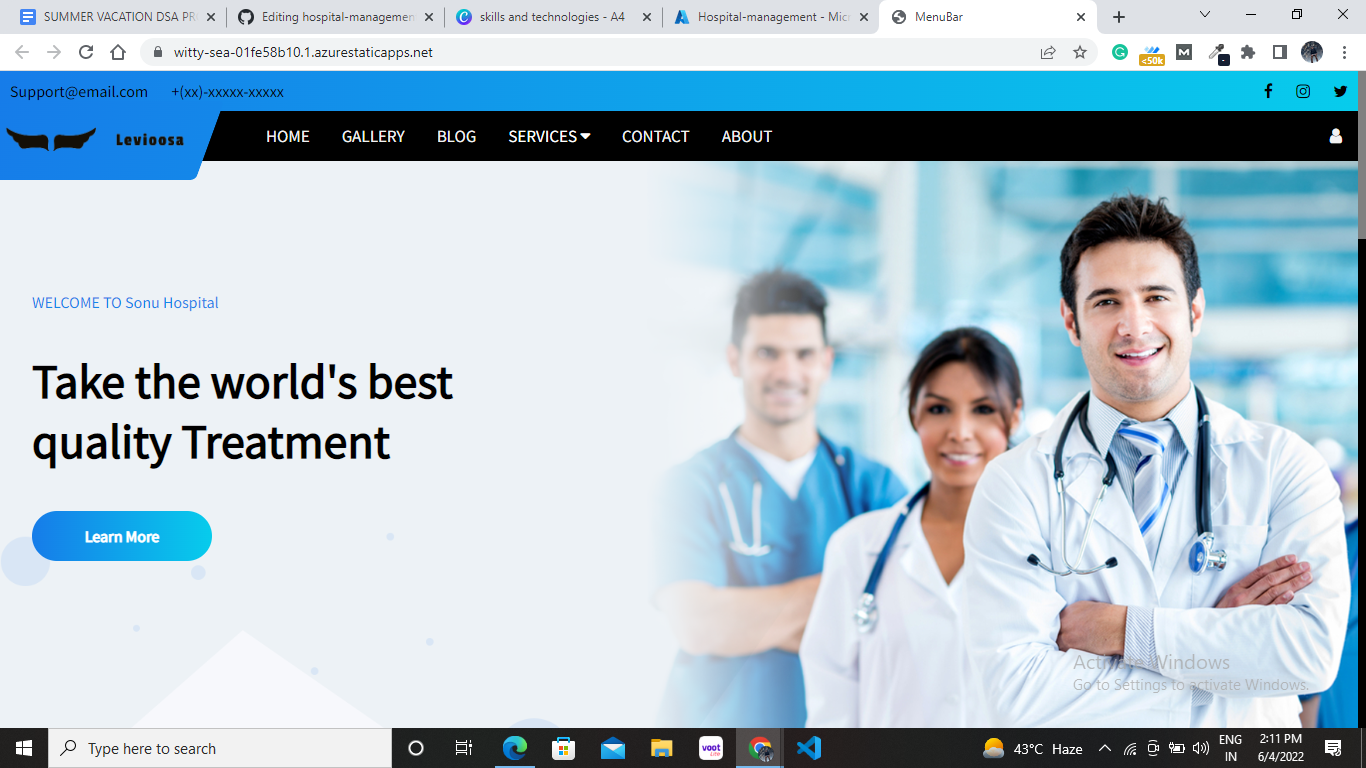 SUMMER VACATION DSA PR
Editing hospital-managemen
skills and technologies - A4
Hospital-management - Micr
MenuBar
witty-sea-01fe58b10.1.azurestaticapps.net
<50k
M
Support@email.com +(xx)-xxxxx-xxxxx
Levioosa
HOME GALLERY BLOG SERVICES CONTACT ABOUT
WELCOME TO Sonu Hospital
Take the world's best
quality Treatment
Learn More
Activate Windows
Go to Settings to activate Windows.
Type here to search
voot
43°C Haze
ENG
IN
2:11 PM
6/4/2022